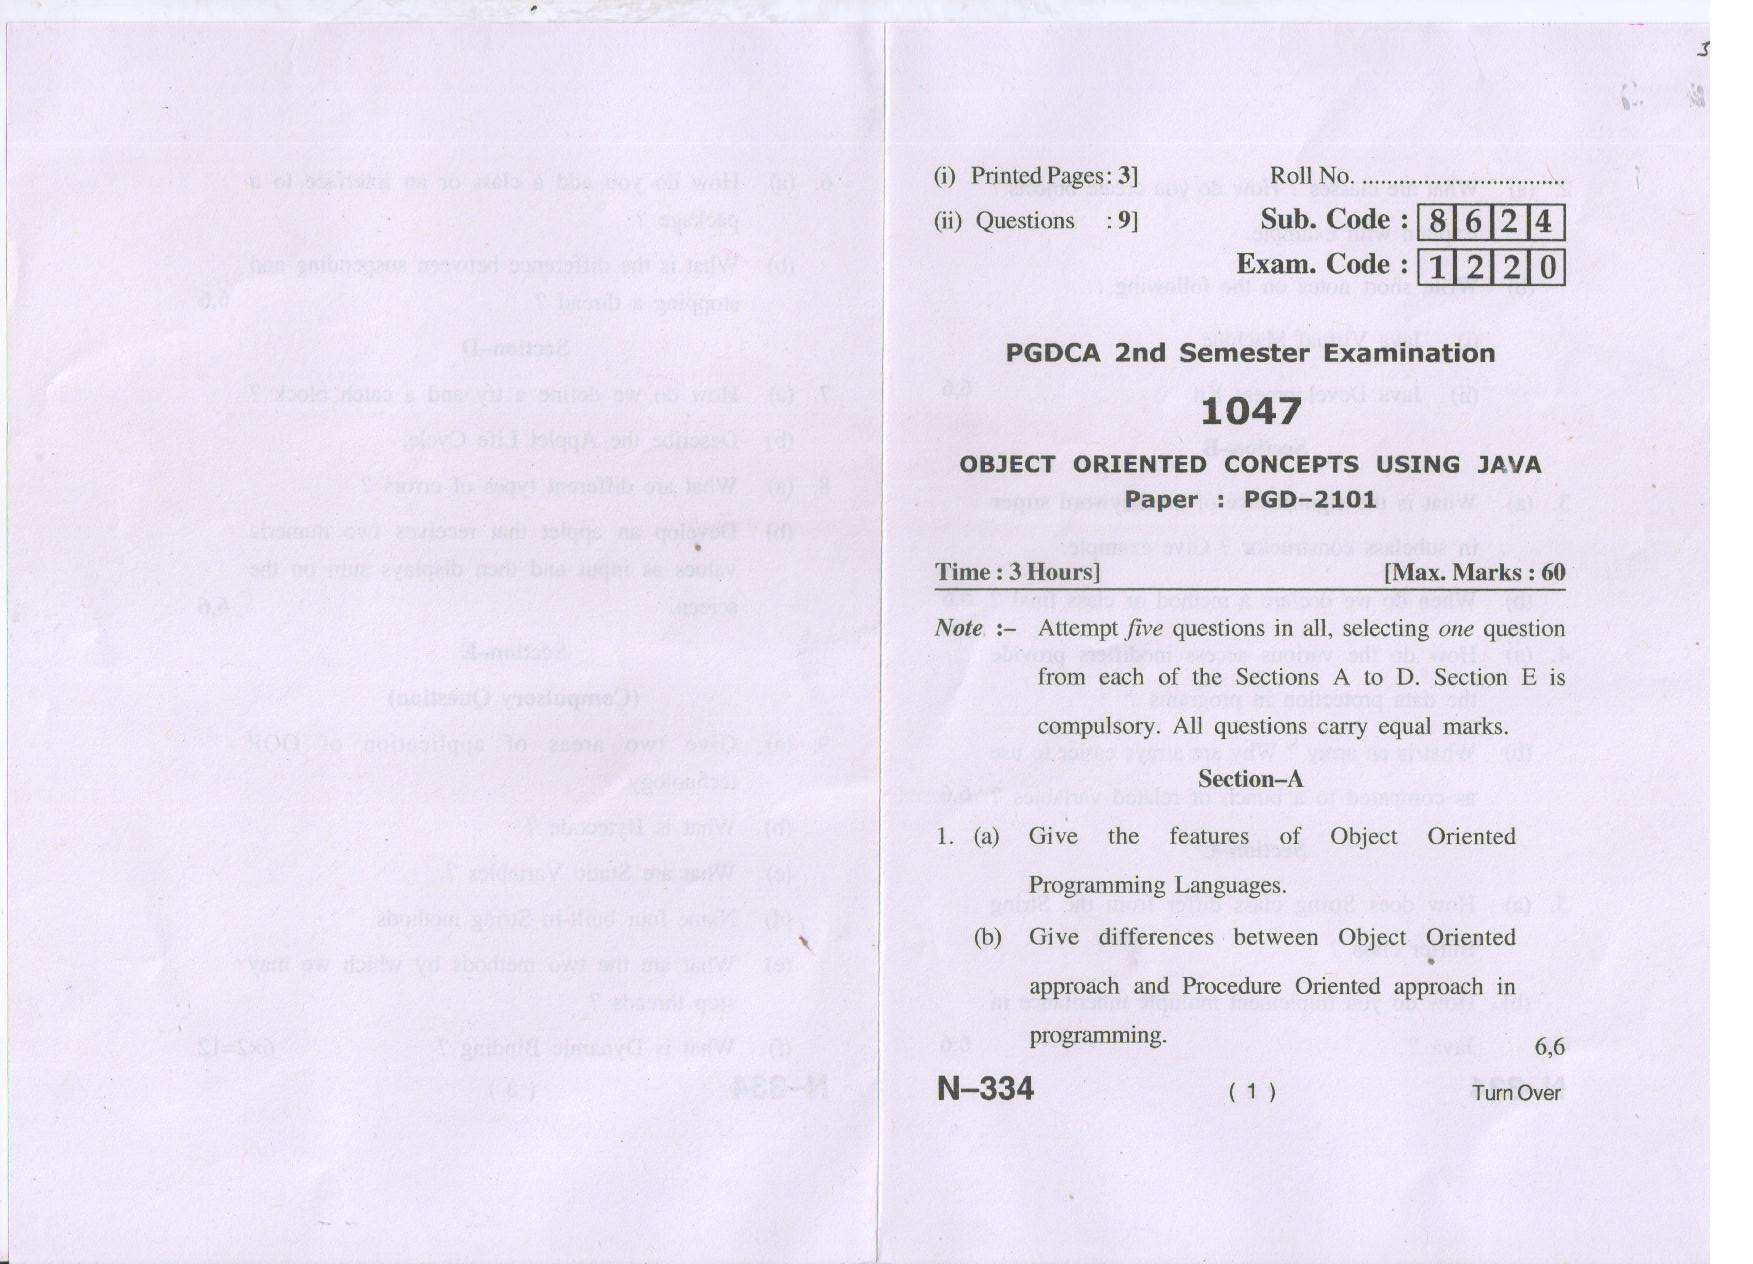 (i) Printed Pages: 3] Roll No. ..............................
(ii) Questions : 9] Sub. Code : 8 6 2 4
Exam. Code : 1 2 2 0
PGDCA 2nd Semester Examination
1047
OBJECT ORIENTED CONCEPTS USING JAVA
Paper : PGD–2101
Time : 3 Hours] [Max. Marks : 60
Note :– Attempt five questions in all, selecting one question
from each of the Sections A to D. Section E is
compulsory. All questions carry equal marks.
Section–A
1. (a) Give the features of Object Oriented
Programming Languages.
(b) Give differences between Object Oriented
approach and Procedure Oriented approach in
programming. 6,6
N–334 ( 1 ) Turn Over